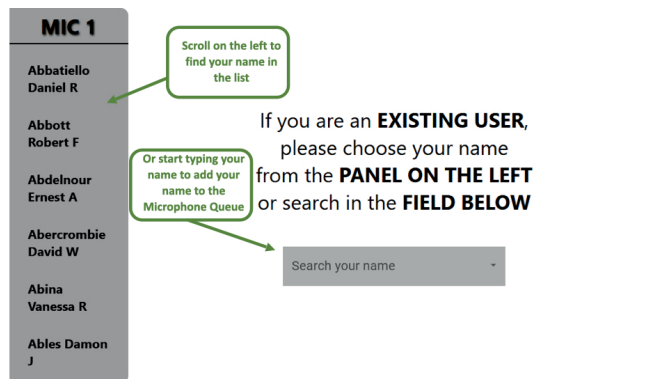 MIC 1
Abbatiello
Daniel R
Abbott
Robert F
Abdelnour
Ernest A
Abercrombie
David W
Abina
Vanessa R
Ables Damon
J
Scroll on the left to
find your name in
the list
If you are an EXISTING USER,
please choose your name
from the PANEL ON THE LEFT
or search in the FIELD BELOW
Or start typing your
name to add your
name to the
Microphone Queue
Search your name